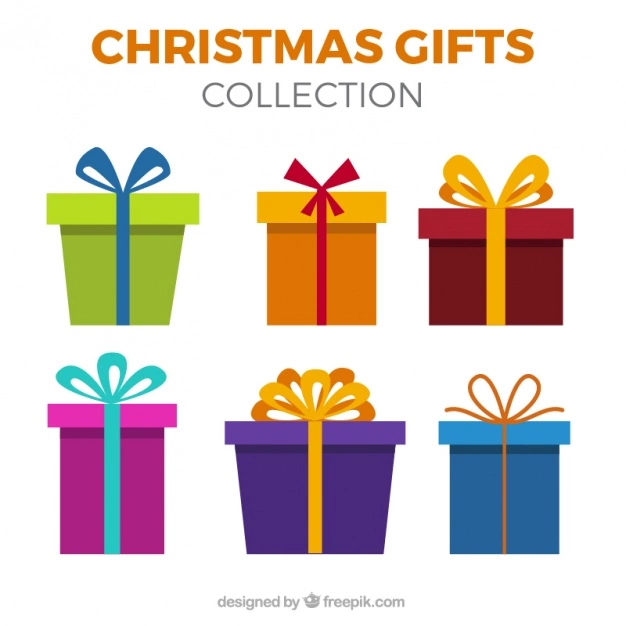 CHRISTMAS GIFTS
COLLECTION
designed by freepik.com